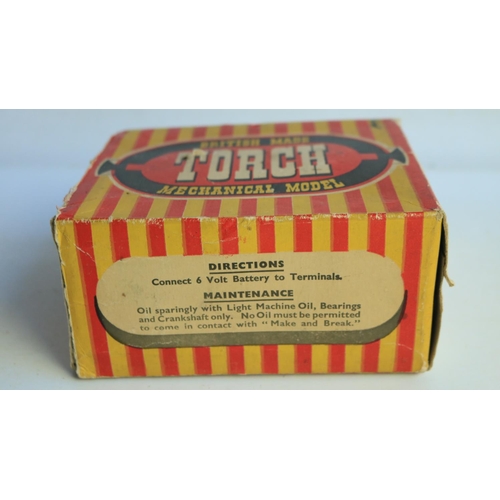 BRITISH MADE
TORCH
MECHANICAL MODEL
DIRECTIONS
Connect 6 Volt Battery to Terminals.
MAINTENANCE
Oil sparingly with Light Machine Oil, Bearings
and Crankshaft only. No Oil must be permitted
to come in contact with "Make and Break."